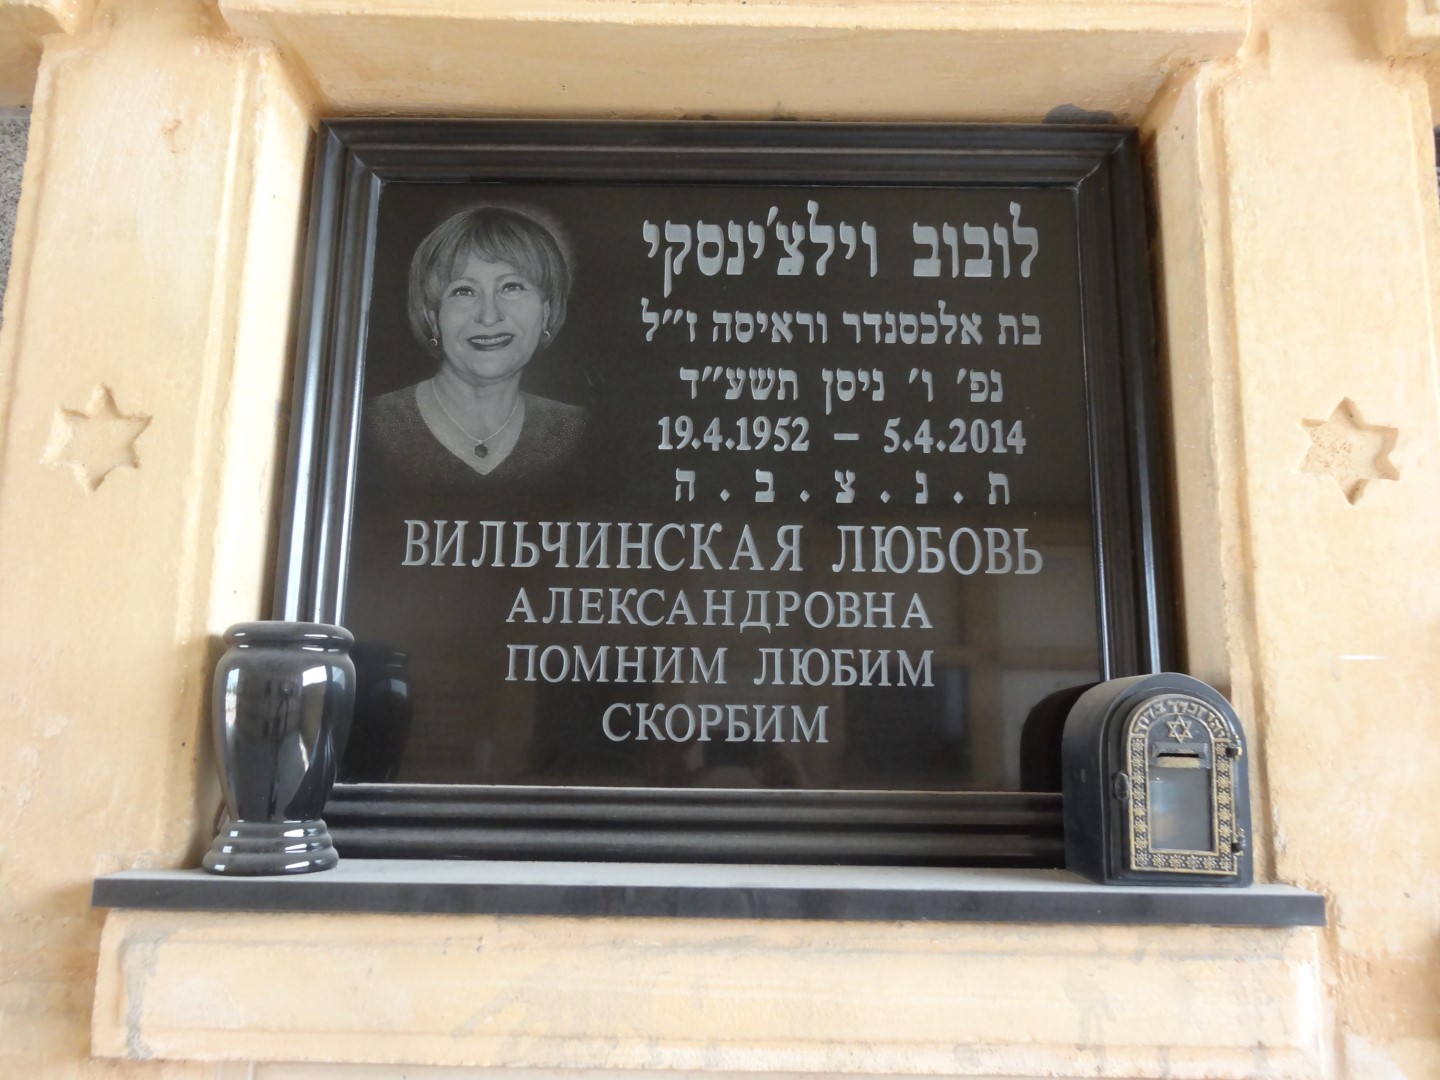 לובוב וילצ'ינסקי
בת אלכסנדר וראיסה ז״ל
נפ׳ ו׳ ניסן תשע״ד
19.4.1952 – 5.4.2014
ת . נ . צ . ב . ה
ВИЛЬЧИНСКАЯ ЛЮБОВЬ
АЛЕКСАНДРОВНА
ПОМНИМ ЛЮБИМ
СКОРБИМ